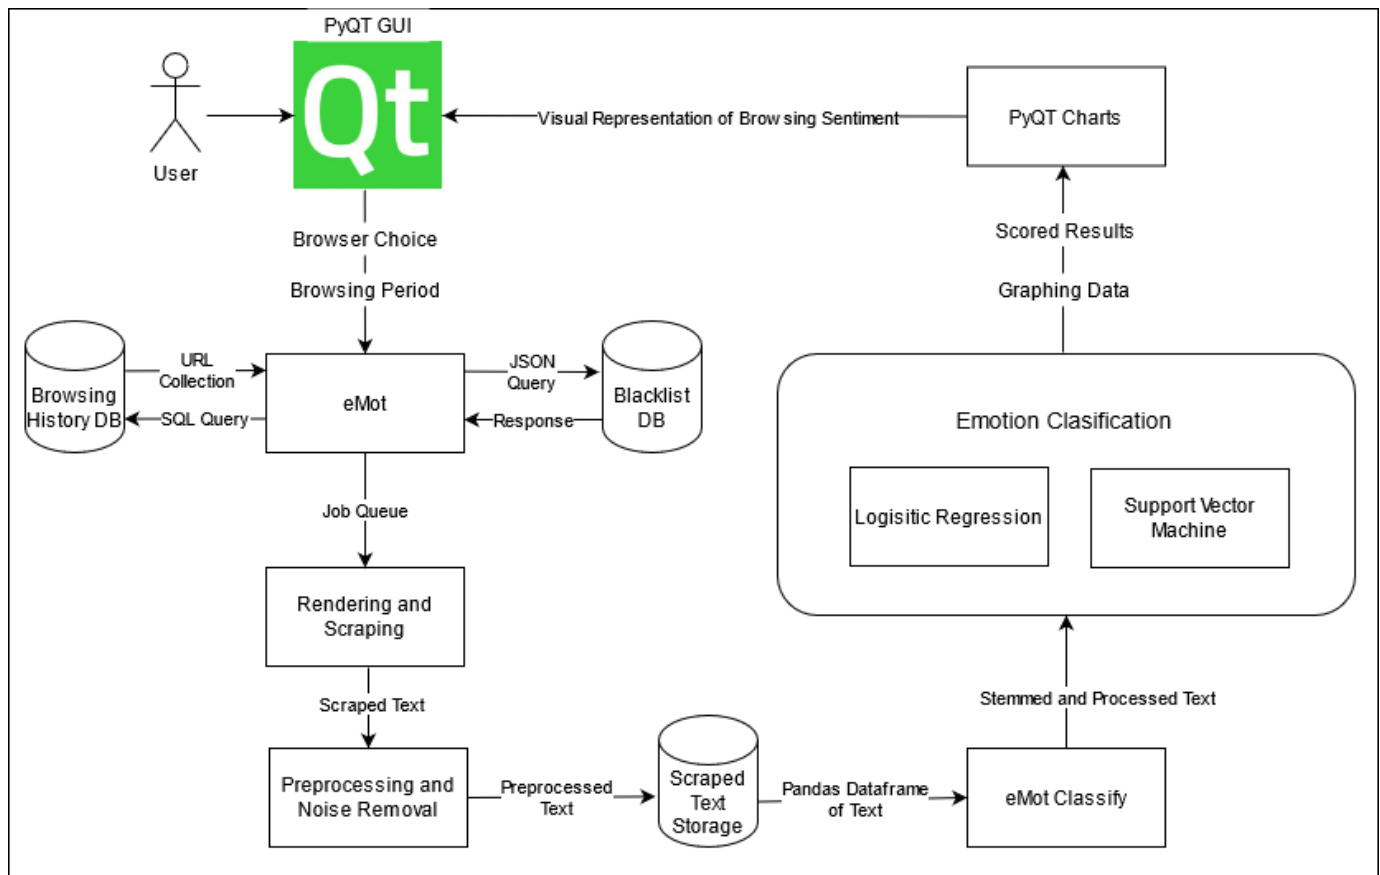 PyQT GUI
Qt
User
Visual Representation of Browsing Sentiment
PyQT Charts
Browser Choice
Browsing Period
Scored Results
Graphing Data
Browsing
History DB
URL
Collection
SQL Query
eMot
JSON
Query
Response
Blacklist
DB
Emotion Clasification
Logisitic Regression
Support Vector
Machine
Job Queue
Rendering and
Scraping
Scraped Text
Preprocessing and
Noise Removal
Preprocessed
Text
Scraped
Text
Storage
Pandas Dataframe
of Text
eMot Classify
Stemmed and Processed Text